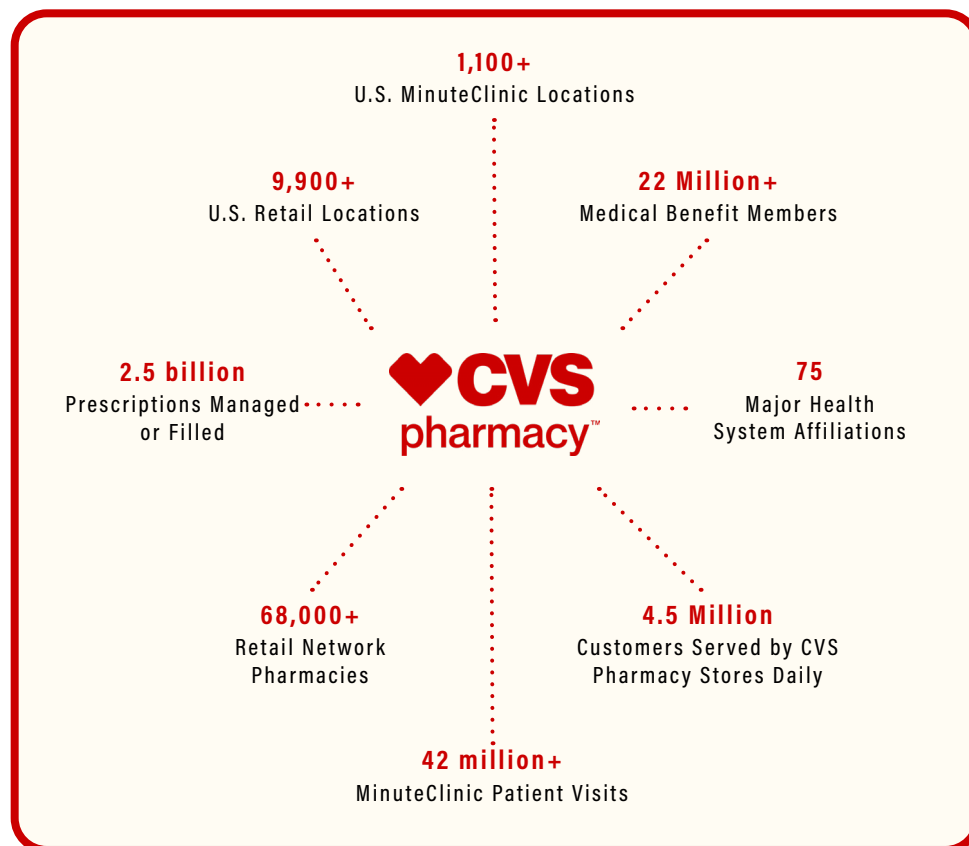 1,100+
U.S. MinuteClinic Locations
9,900+
U.S. Retail Locations
22 Million+
Medical Benefit Members
2.5 billion
Prescriptions Managed
or Filled
CVS
pharmacy™
75
Major Health
System Affiliations
68,000+
Retail Network
Pharmacies
4.5 Million
Customers Served by CVS
Pharmacy Stores Daily
42 million+
MinuteClinic Patient Visits